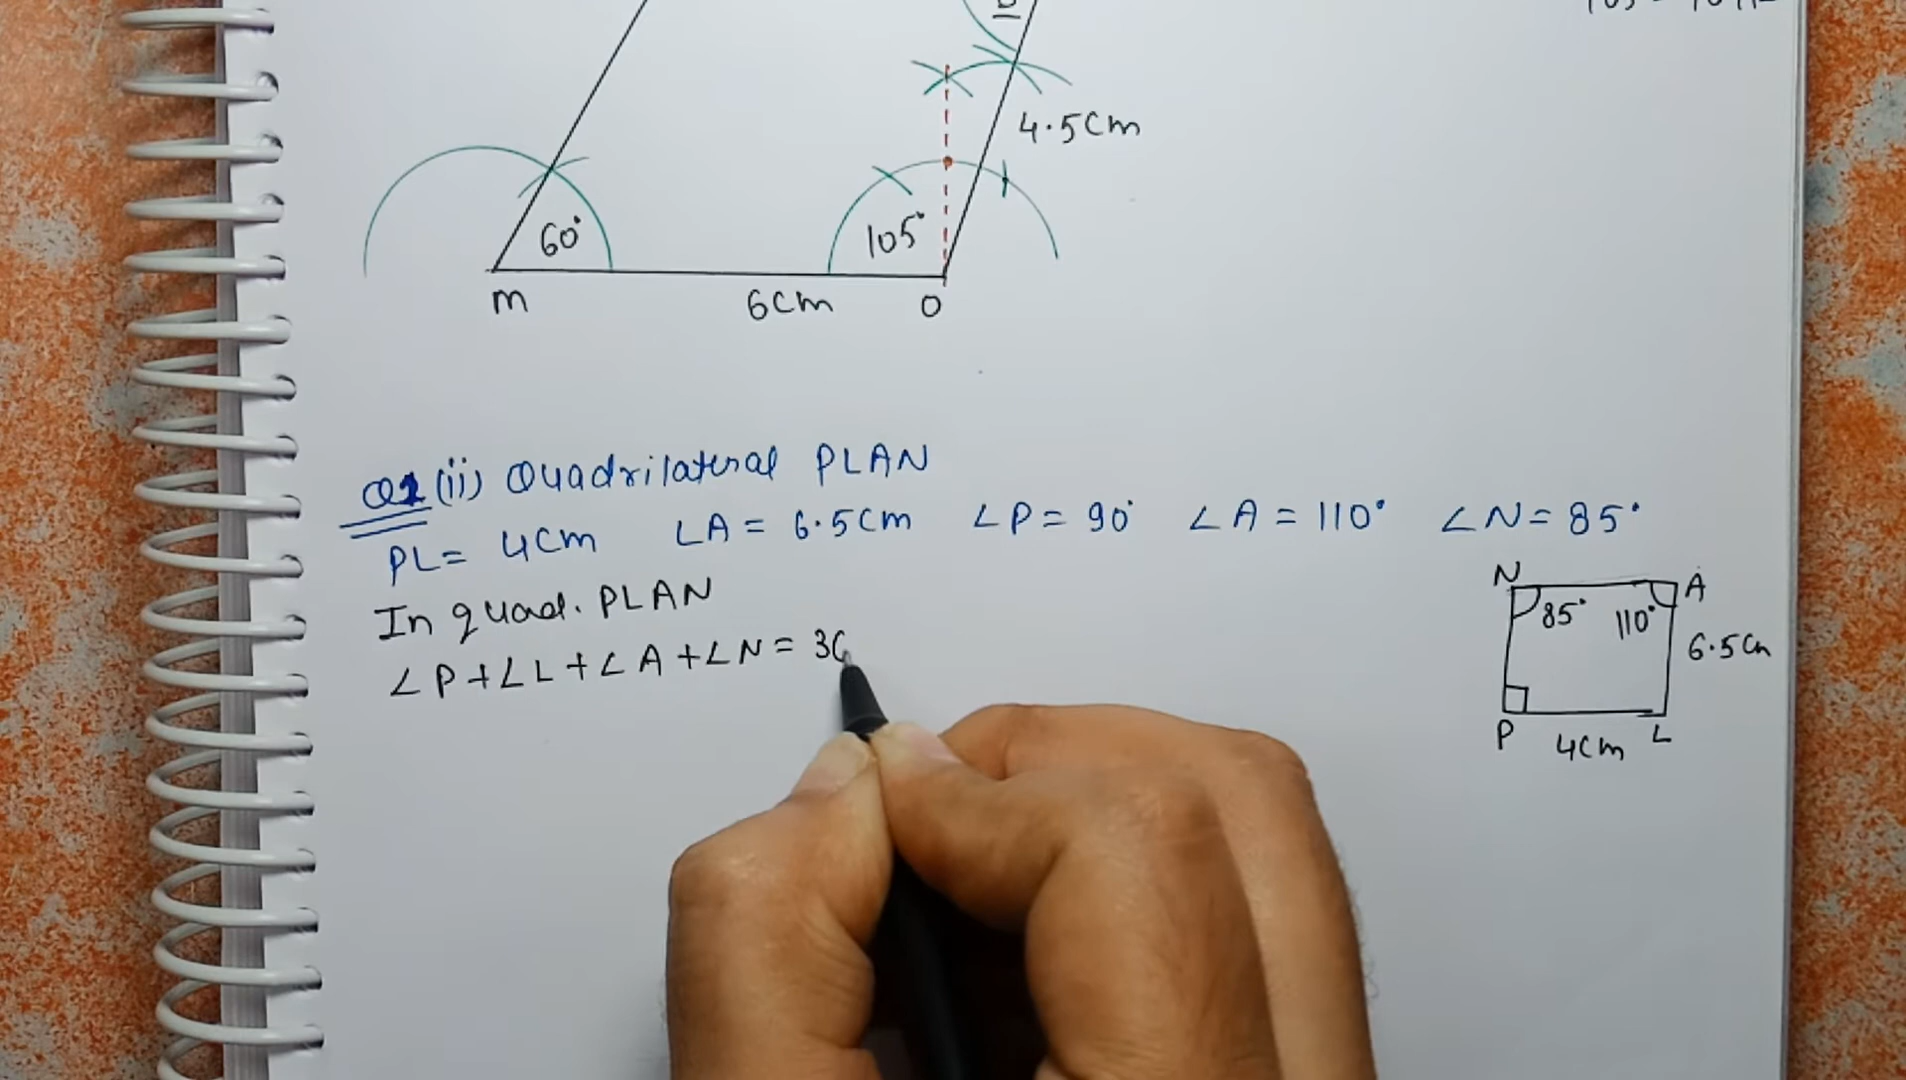 4.5cm
60° 105°
m 6cm O
Q1 (ii) Quadrilateral PLAN
PL= 4cm LA = 6.5cm ∠P = 90° ∠A = 110° ∠N = 85°
In quad. PLAN
∠P+∠L+∠A+∠N = 36
N A
85° 110°
6.5cm
P 4cm L